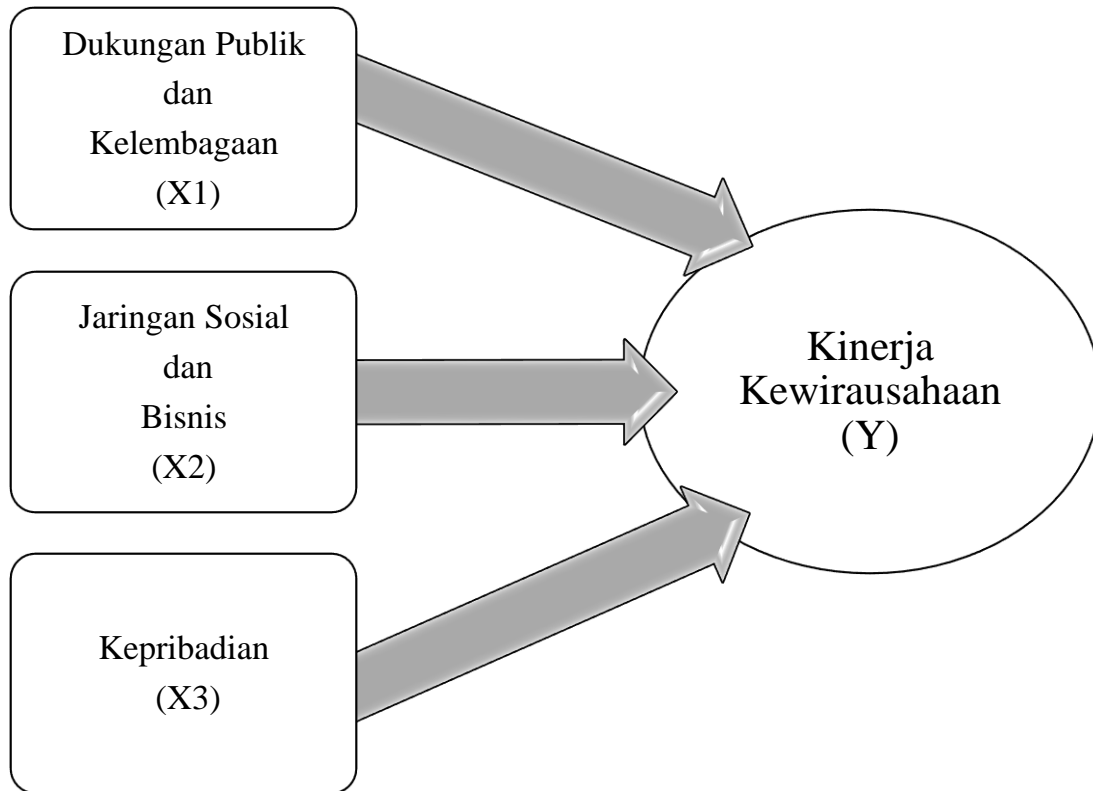 Dukungan Publik
dan
Kelembagaan
(X1)
Jaringan Sosial
dan
Bisnis
(X2)
Kepribadian
(X3)
Kinerja
Kewirausahaan
(Y)